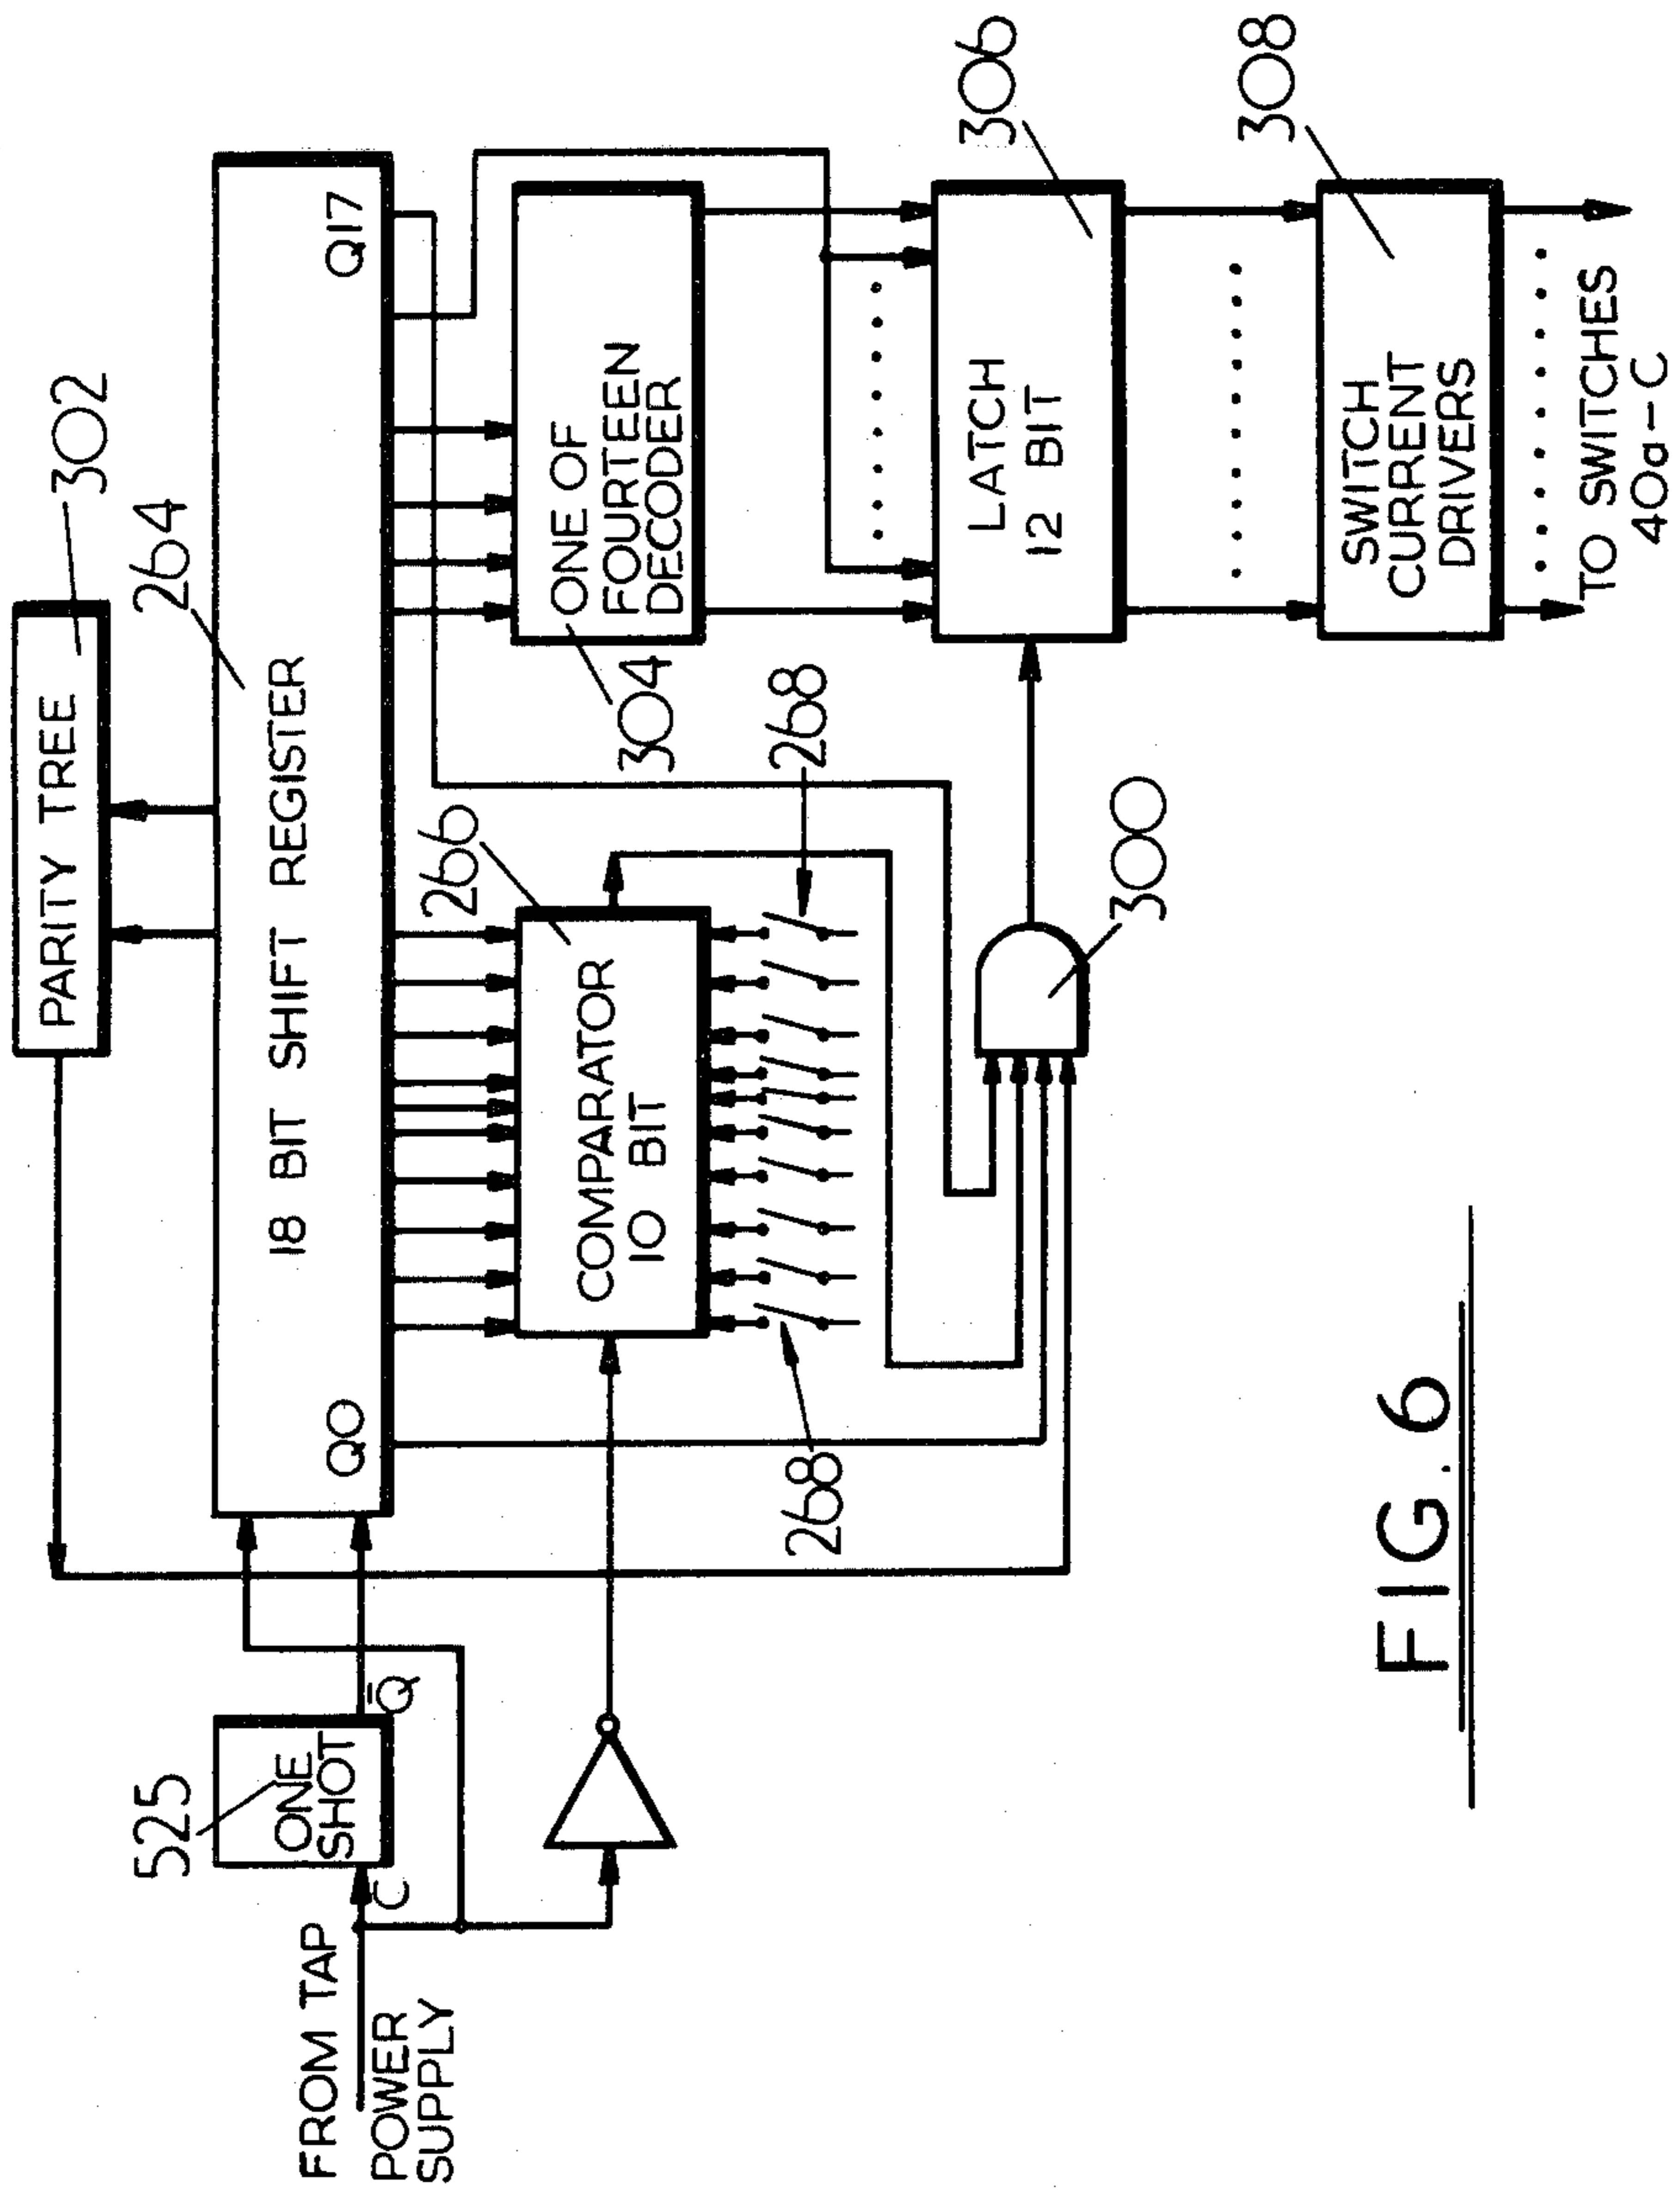 302
PARITY TREE
264
18 BIT SHIFT REGISTER
Q0
Q17
525
ONE
SHOT
C
Q̄
FROM TAP
POWER
SUPPLY
266
COMPARATOR
10 BIT
268
268
ONE OF
FOURTEEN
DECODER
304
300
306
LATCH
12 BIT
308
SWITCH
CURRENT
DRIVERS
TO SWITCHES
40a-C
FIG. 6